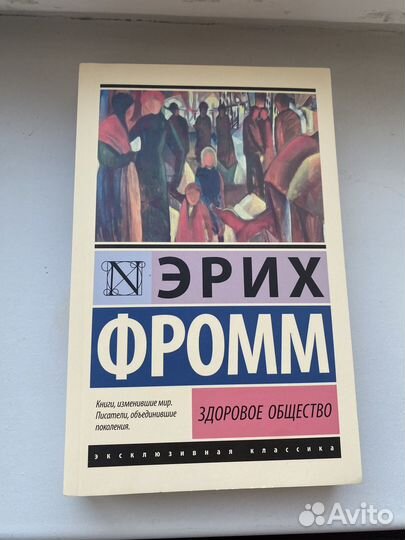 N
ЭРИХ
ФРОММ
Книги, изменившие мир.
Писатели, объединившие
поколения.
ЗДОРОВОЕ ОБЩЕСТВО
эксклюзивная классика
Avito